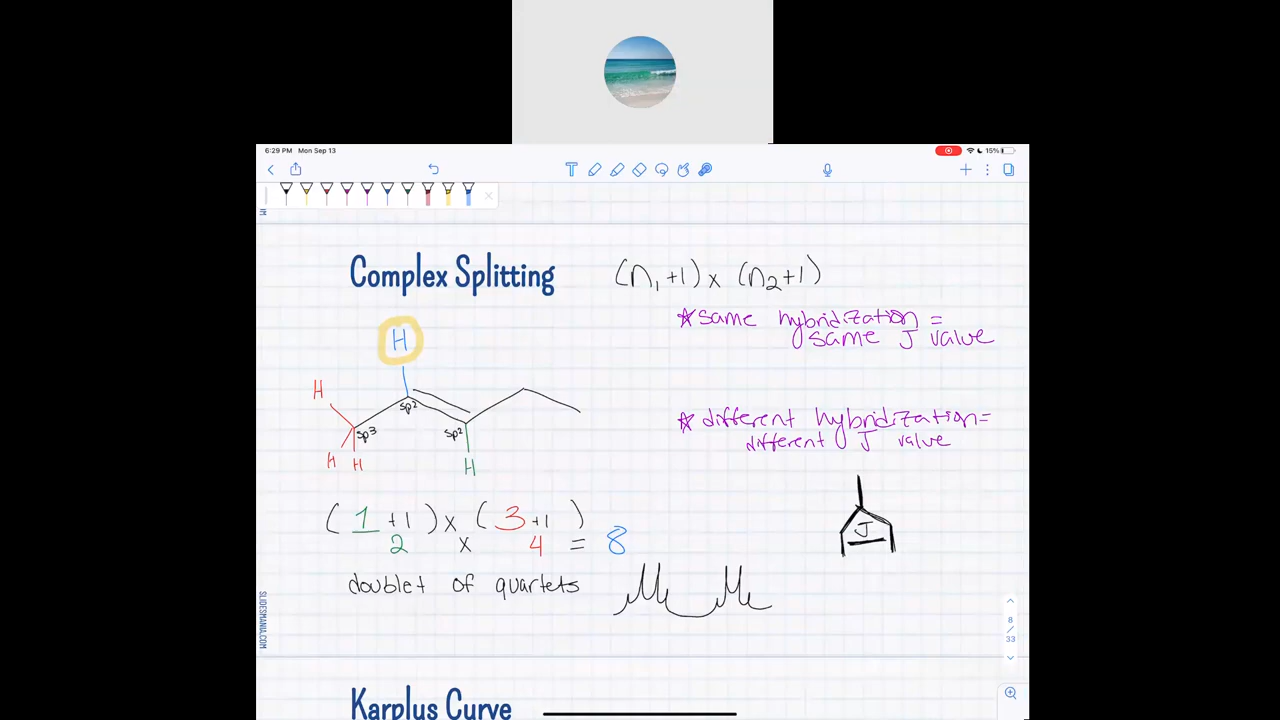 6:29 PM Mon Sep 13
15%
T
Complex Splitting
(n₁+1) x (n₂+1)
*same hybridization =
same J value
H
H
sp2
sp3
sp2
H H
H
*different hybridization=
different J value
J
(1+1) x (3+1)
2 x 4 = 8
doublet of quartets
SLIDESMANIA.COM
8
/
33
Karplus Curve